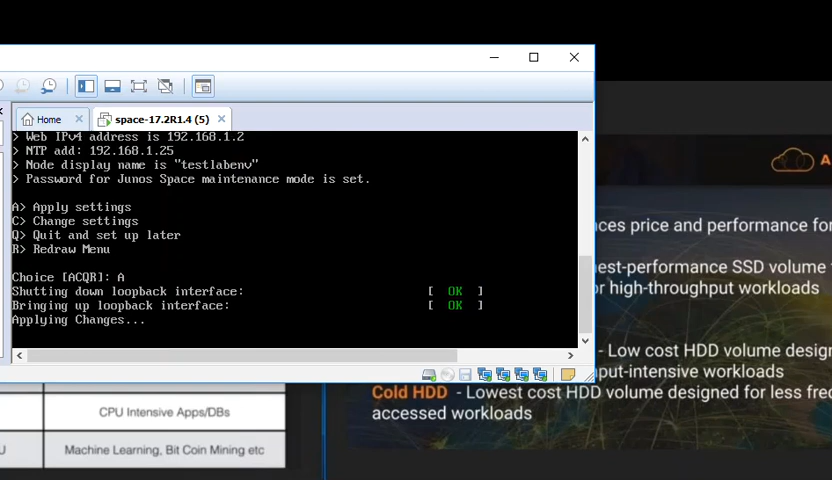 Home
space-17.2R1.4 (5)
> Web IPv4 address is 192.168.1.2
> NTP add: 192.168.1.25
> Node display name is "testlabenv"
> Password for Junos Space maintenance mode is set.
A> Apply settings
C> Change settings
Q> Quit and set up later
R> Redraw Menu
Choice [ACQR]: A
Shutting down loopback interface: [ OK ]
Bringing up loopback interface: [ OK ]
Applying Changes...
A
nces price and performance for
est-performance SSD volume
or high-throughput workloads
- Low cost HDD volume design
put-intensive workloads
Cold HDD - Lowest cost HDD volume designed for less fre
accessed workloads
CPU Intensive Apps/DBs
U
Machine Learning, Bit Coin Mining etc